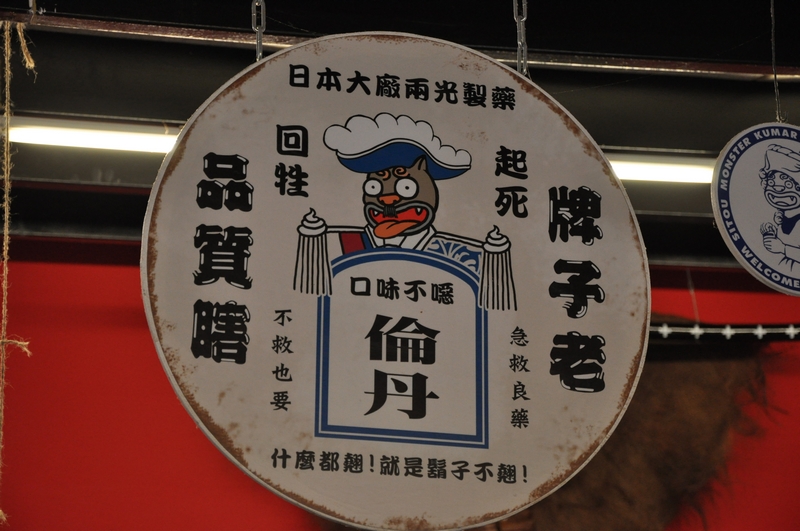 日本大廠兩光製藥
起死
回牲
牌子老
品質瞎
口味不噁
倫丹
急救良藥
不救也要
什麼都翹!就是鬍子不翹!
MONSTER KUMAR
SIYOU WELCOME